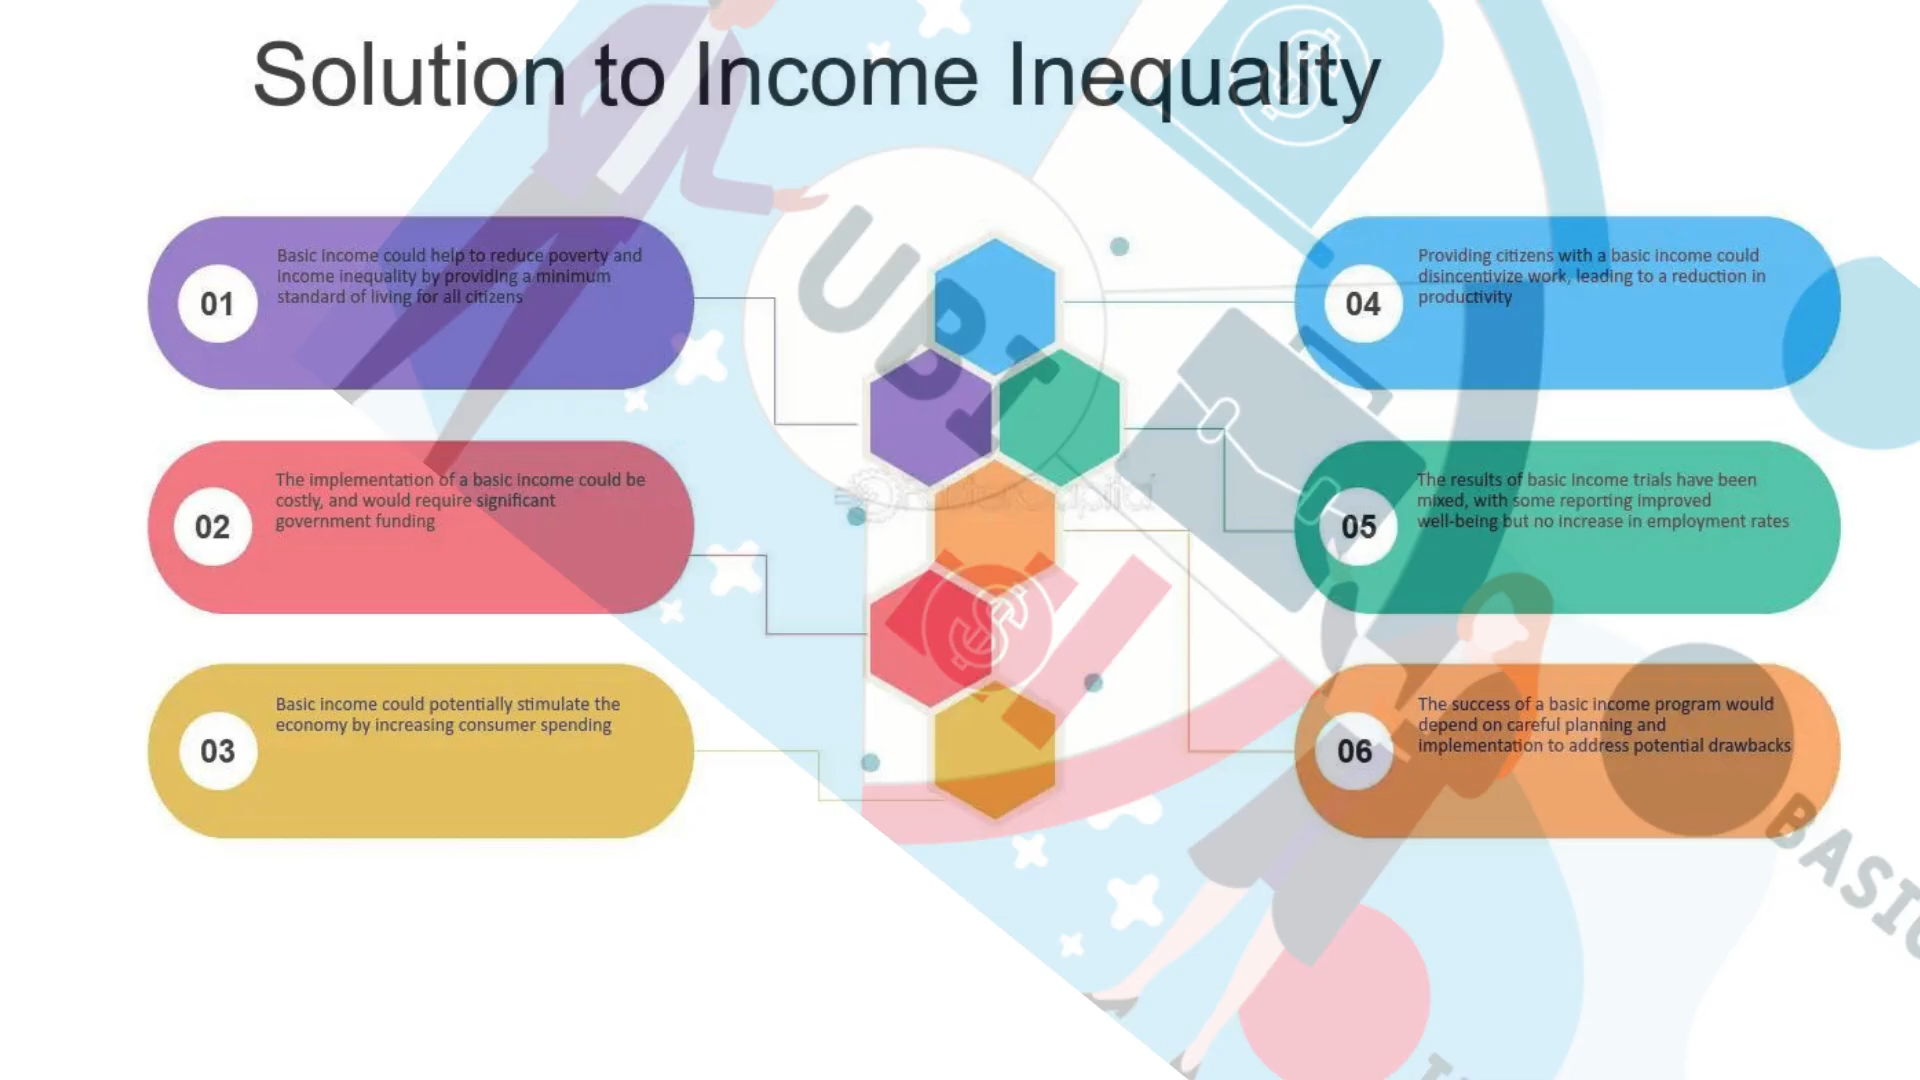 Solution to Income Inequality
01
Basic income could help to reduce poverty and
income inequality by providing a minimum
standard of living for all citizens
02
The implementation of a basic income could be
costly, and would require significant
government funding
03
Basic income could potentially stimulate the
economy by increasing consumer spending
UBI
04
Providing citizens with a basic income could
disincentivize work, leading to a reduction in
productivity
05
The results of basic income trials have been
mixed, with some reporting improved
well-being but no increase in employment rates
06
The success of a basic income program would
depend on careful planning and
implementation to address potential drawbacks
BASIC